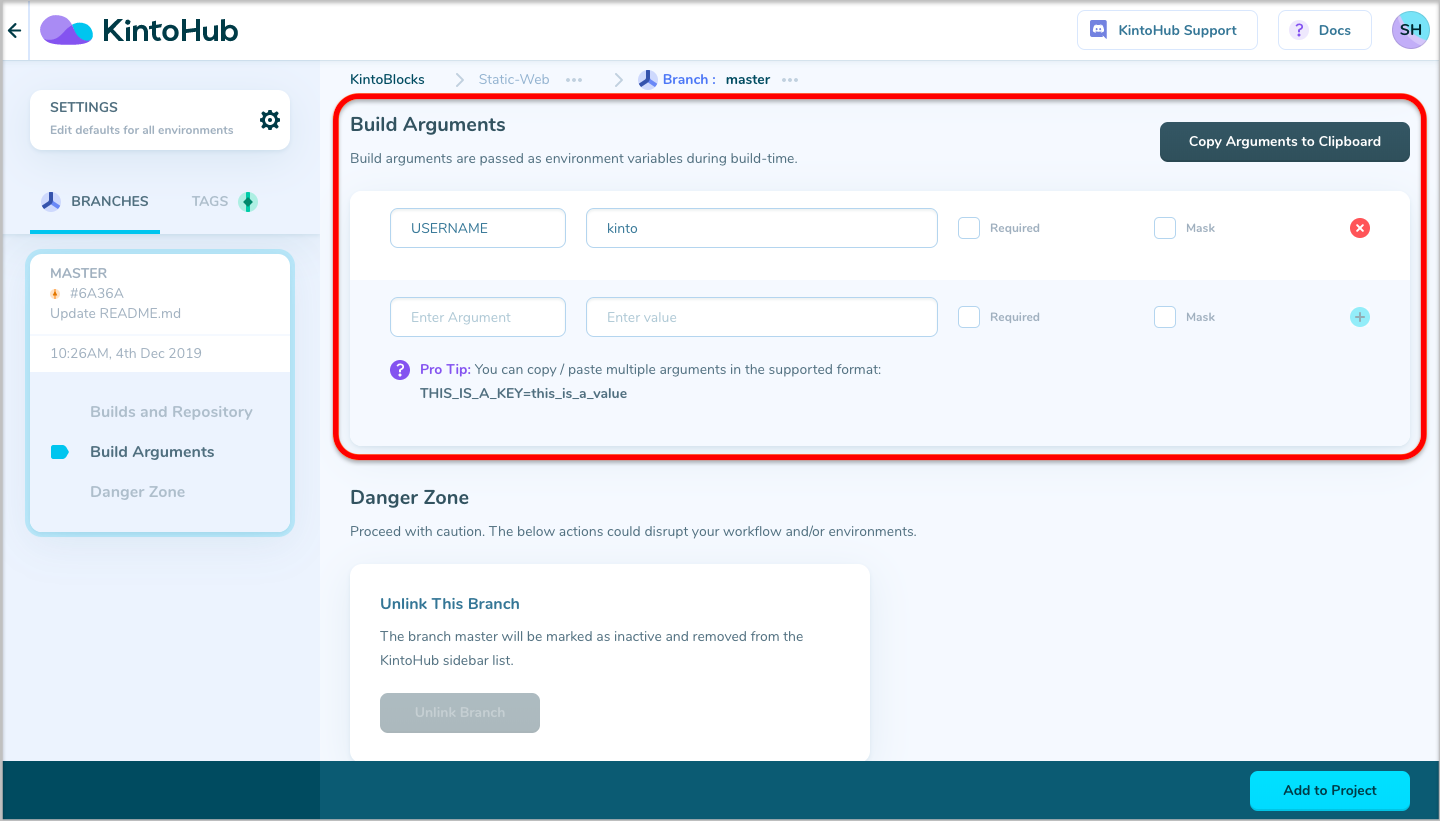 KintoHub
KintoHub Support
? Docs
SH
KintoBlocks
Static-Web
Branch : master
SETTINGS
Edit defaults for all environments
BRANCHES
TAGS
MASTER
#6A36A
Update README.md
10:26AM, 4th Dec 2019
Builds and Repository
Build Arguments
Danger Zone
Build Arguments
Build arguments are passed as environment variables during build-time.
Copy Arguments to Clipboard
USERNAME
kinto
Required
Mask
Enter Argument
Enter value
Required
Mask
? Pro Tip: You can copy / paste multiple arguments in the supported format:
THIS_IS_A_KEY=this_is_a_value
Danger Zone
Proceed with caution. The below actions could disrupt your workflow and/or environments.
Unlink This Branch
The branch master will be marked as inactive and removed from the
KintoHub sidebar list.
Unlink Branch
Add to Project